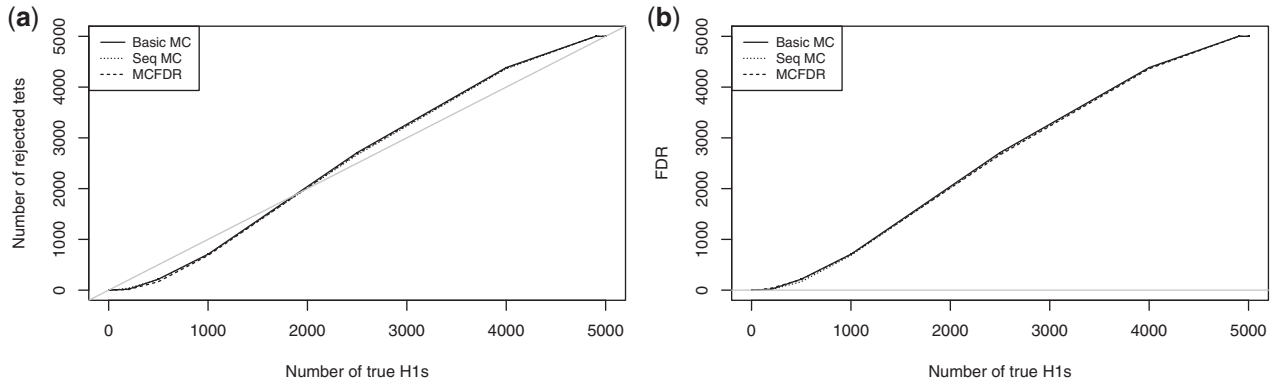 (a)
Basic MC
Seq MC
MCFDR
Number of rejected tets
5000
4000
3000
2000
1000
0
0 1000 2000 3000 4000 5000
Number of true H1s
(b)
Basic MC
Seq MC
MCFDR
FDR
5000
4000
3000
2000
1000
0
0 1000 2000 3000 4000 5000
Number of true H1s